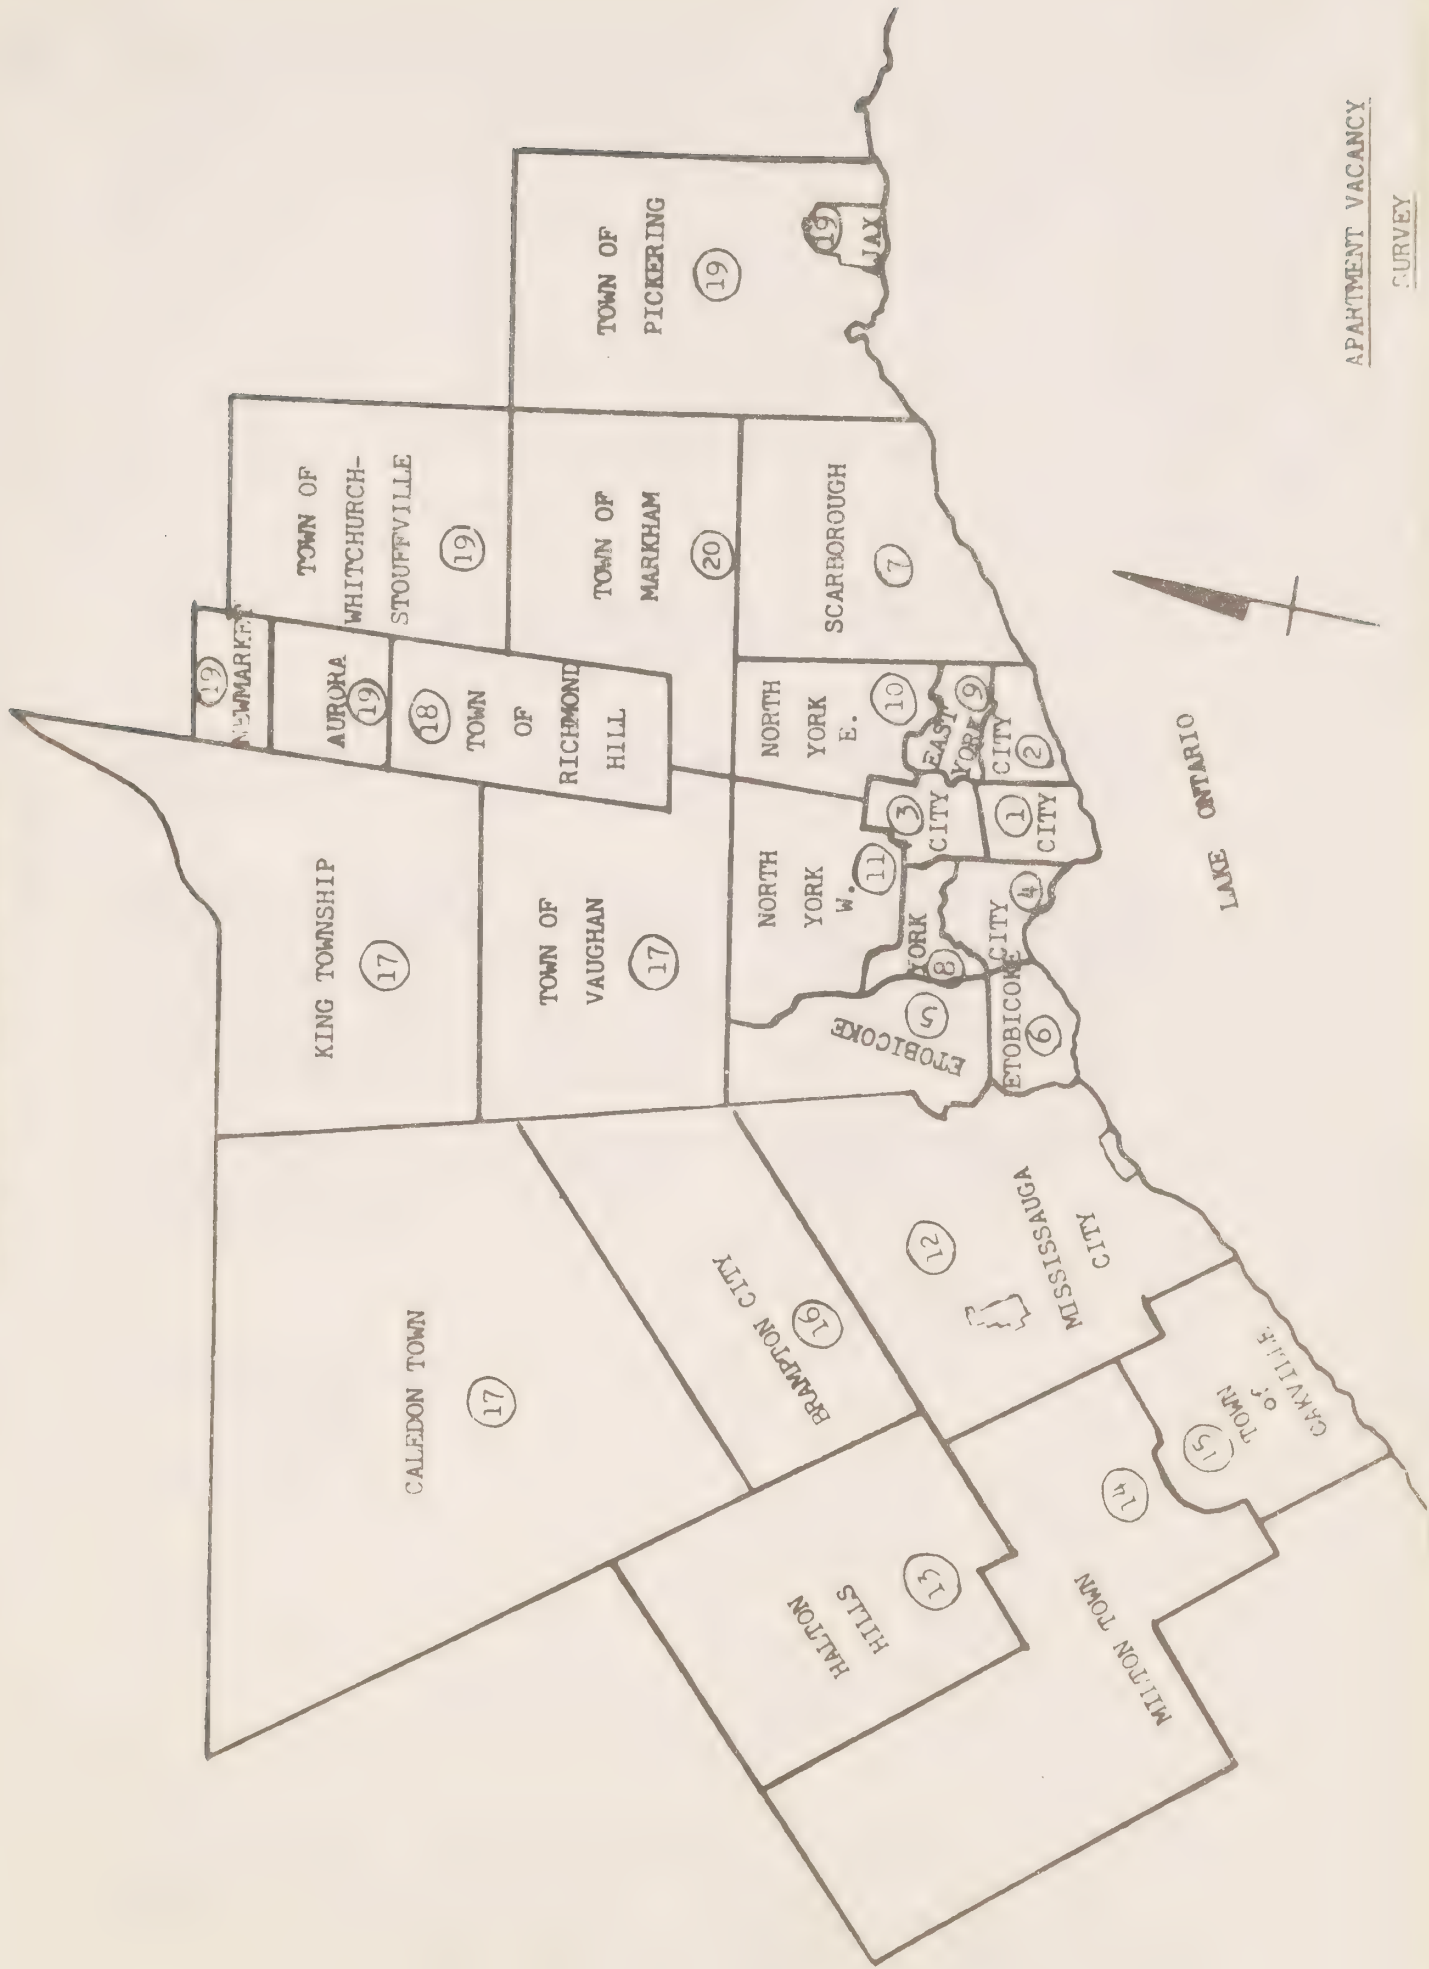 APARTMENT VACANCY
SURVEY
TOWN OF
PICKERING
19
19
JAX
TOWN OF
WHITCHURCH-
STOUFFVILLE
19
TOWN OF
MARKHAM
20
SCARBOROUGH
7
19
NEWMARKET
AURORA
19
18
TOWN
OF
RICHMOND
HILL
NORTH
YORK
E.
10
EAST
YORK
9
CITY
2
3
CITY
1
CITY
NORTH
YORK
W.
11
YORK
8
CITY
4
ETOBICOKE
5
ETOBICOKE
6
KING TOWNSHIP
17
TOWN OF
VAUGHAN
17
LAKE ONTARIO
CALEDON TOWN
17
BRAMPTON CITY
16
12
MISSISSAUGA
CITY
HALTON
HILLS
13
14
MILTON TOWN
15
TOWN
of
OAKVILLE